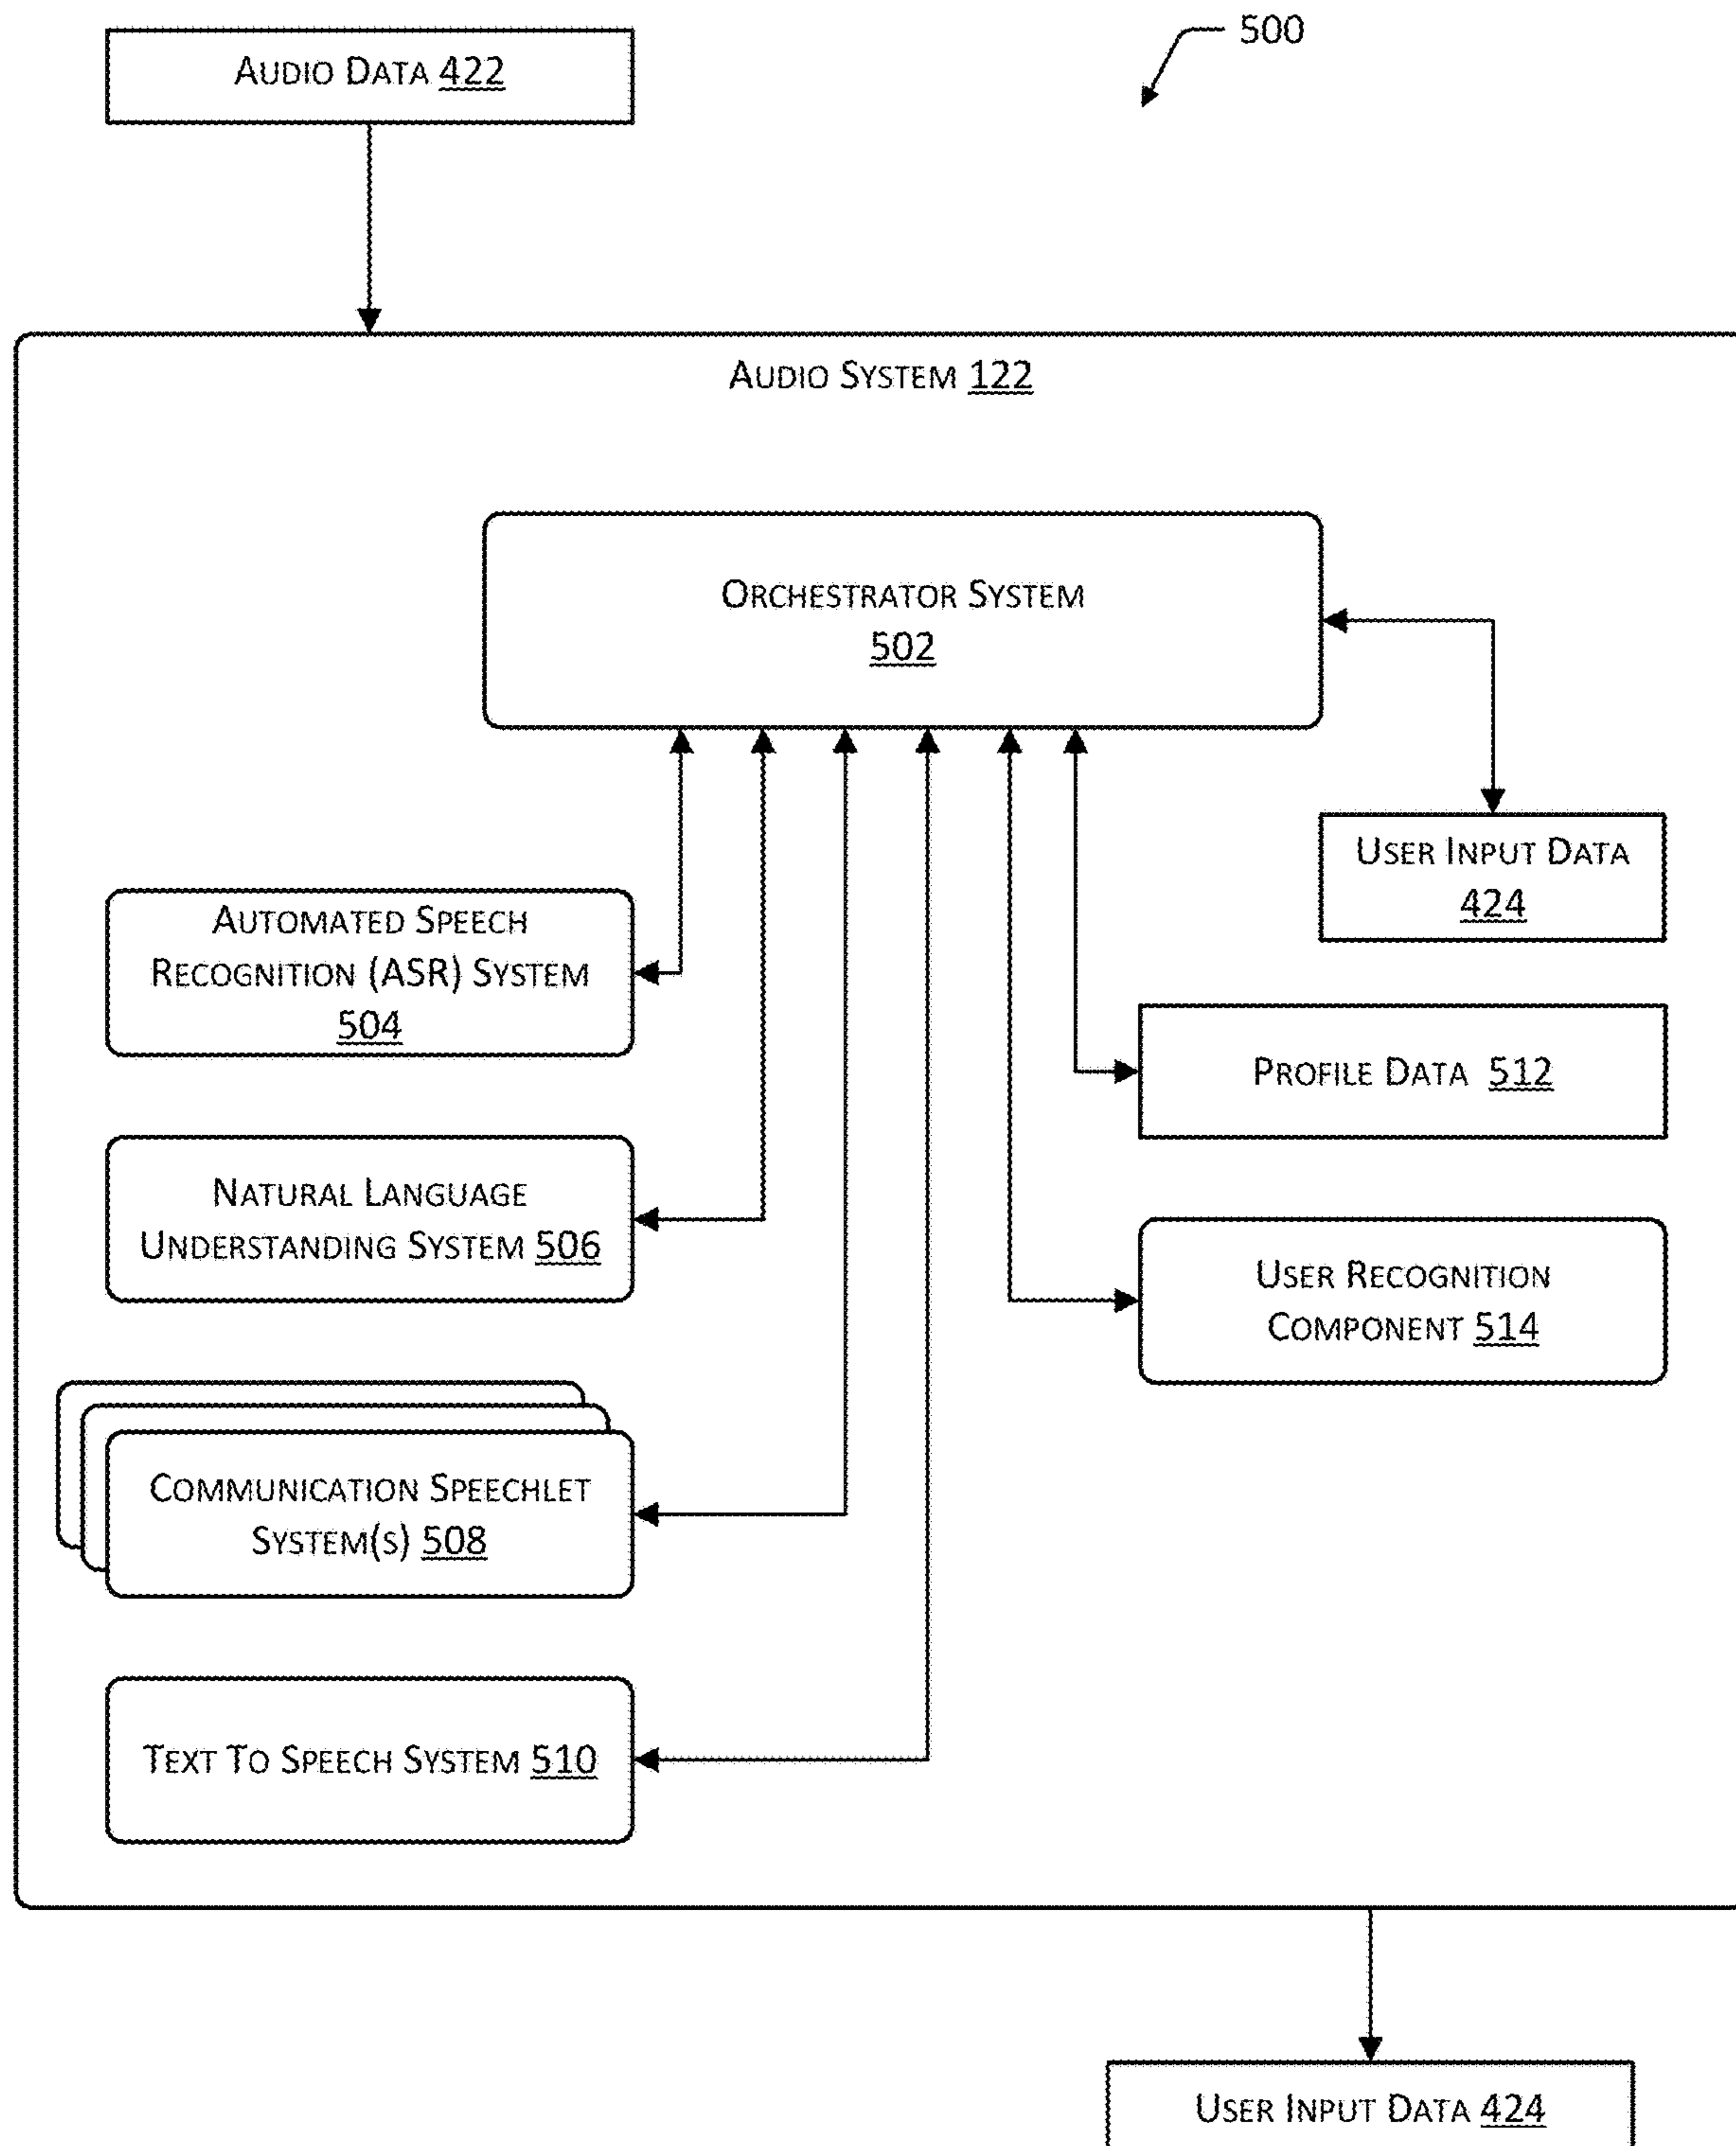 500
AUDIO DATA 422
AUDIO SYSTEM 122
ORCHESTRATOR SYSTEM
502
USER INPUT DATA
424
AUTOMATED SPEECH
RECOGNITION (ASR) SYSTEM
504
PROFILE DATA 512
NATURAL LANGUAGE
UNDERSTANDING SYSTEM 506
USER RECOGNITION
COMPONENT 514
COMMUNICATION SPEECHLET
SYSTEM(S) 508
TEXT TO SPEECH SYSTEM 510
USER INPUT DATA 424